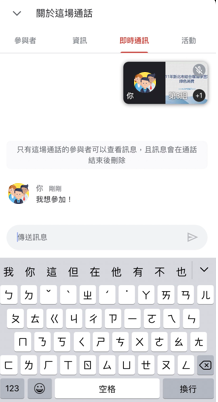 關於這場通話
參與者 資訊 即時通訊 活動
你
+1
只有這場通話的參與者可以查看訊息，且訊息會在通話
結束後刪除
你 剛剛
我想參加！
傳送訊息
我 你 這 但 在 他 有 不 也
ㄅ ㄉ ˇ ˋ ㄓ ˊ ˙ ㄚ ㄞ ㄢ ㄦ
ㄆ ㄊ ㄍ ㄐ ㄔ ㄗ ㄧ ㄛ ㄟ ㄣ
ㄇ ㄋ ㄎ ㄑ ㄕ ㄘ ㄨ ㄜ ㄠ ㄤ
ㄈ ㄌ ㄏ ㄒ ㄖ ㄙ ㄩ ㄝ ㄡ ㄥ
123 空格 換行